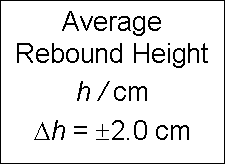 Average
Rebound Height
h / cm
Δh = ±2.0 cm